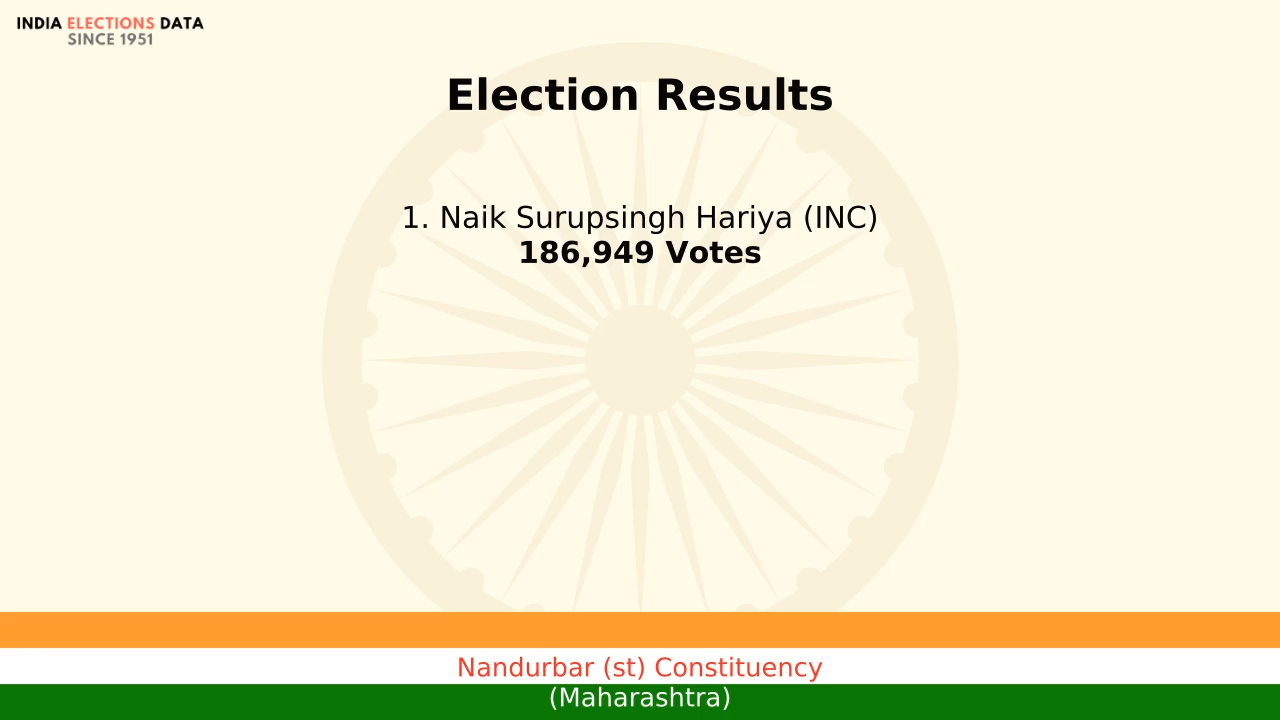 INDIA ELECTIONS DATA
SINCE 1951
Election Results
1. Naik Surupsingh Hariya (INC)
186,949 Votes
Nandurbar (st) Constituency
(Maharashtra)